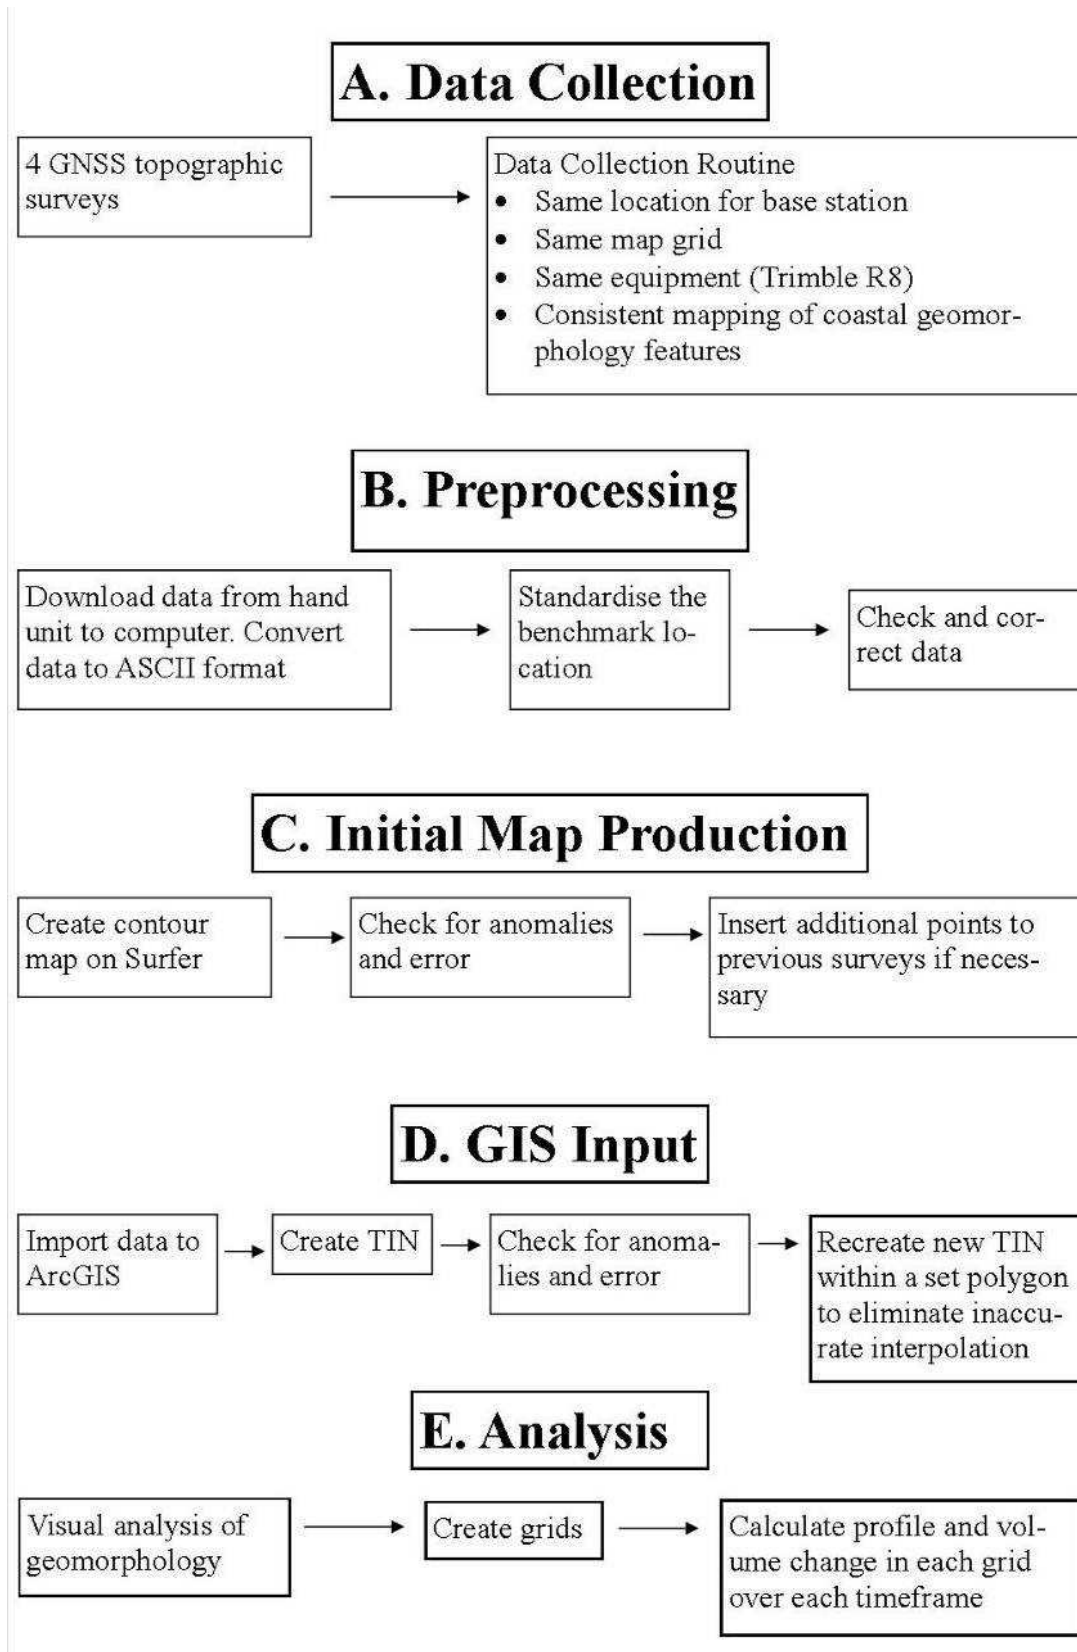 A. Data Collection
4 GNSS topographic
surveys
Data Collection Routine
• Same location for base station
• Same map grid
• Same equipment (Trimble R8)
• Consistent mapping of coastal geomor-
phology features
B. Preprocessing
Download data from hand
unit to computer. Convert
data to ASCII format
Standardise the
benchmark lo-
cation
Check and cor-
rect data
C. Initial Map Production
Create contour
map on Surfer
Check for anomalies
and error
Insert additional points to
previous surveys if neces-
sary
D. GIS Input
Import data to
ArcGIS
Create TIN
Check for anoma-
lies and error
Recreate new TIN
within a set polygon
to eliminate inaccu-
rate interpolation
E. Analysis
Visual analysis of
geomorphology
Create grids
Calculate profile and vol-
ume change in each grid
over each timeframe